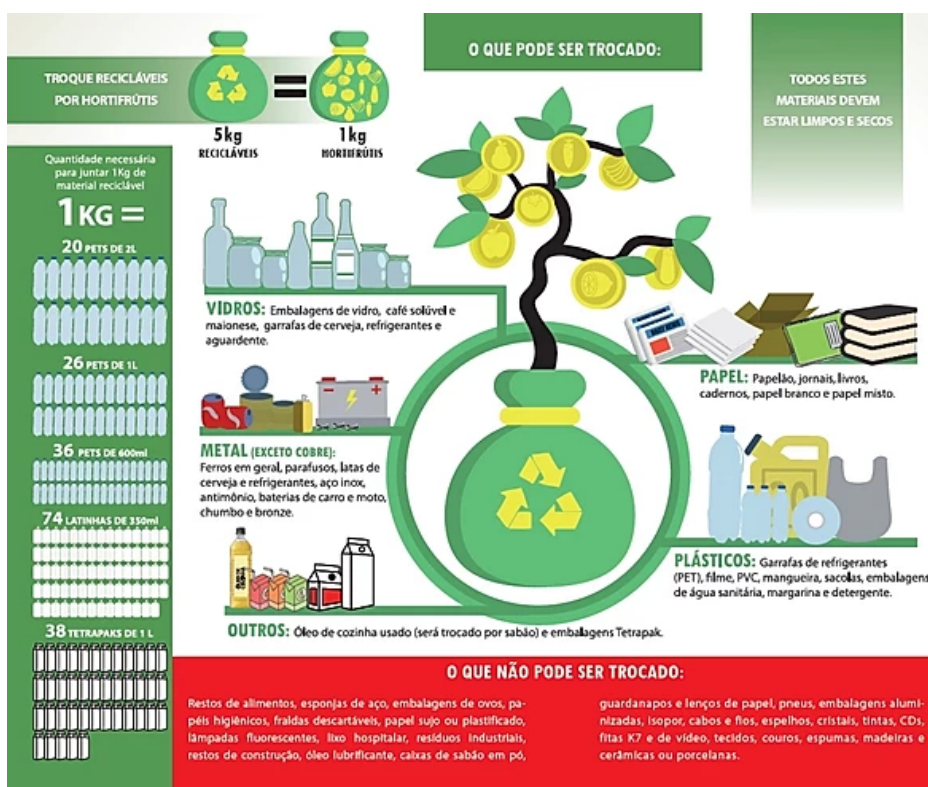 TROQUE RECICLÁVEIS
POR HORTIFRÚTIS
5kg
RECICLÁVEIS
=
1kg
HORTIFRÚTIS
O QUE PODE SER TROCADO:
TODOS ESTES
MATERIAIS DEVEM
ESTAR LIMPOS E SECOS
Quantidade necessária
para juntar 1Kg de
material reciclável
1KG =
20 PETS DE 2L
26 PETS DE 1L
36 PETS DE 600ml
74 LATINHAS DE 350ml
38 TETRAPAKS DE 1 L
VIDROS: Embalagens de vidro, café solúvel e
maionese, garrafas de cerveja, refrigerantes e
aguardente.
METAL (EXCETO COBRE):
Ferros em geral, parafusos, latas de
cerveja e refrigerantes, aço inox,
antimônio, baterias de carro e moto,
chumbo e bronze.
OUTROS: Óleo de cozinha usado (será trocado por sabão) e embalagens Tetrapak.
PAPEL: Papelão, jornais, livros,
cadernos, papel branco e papel misto.
PLÁSTICOS: Garrafas de refrigerantes
(PET), filme, PVC, mangueira, sacolas, embalagens
de água sanitária, margarina e detergente.
O QUE NÃO PODE SER TROCADO:
Restos de alimentos, esponjas de aço, embalagens de ovos, pa-
péis higiênicos, fraldas descartáveis, papel sujo ou plastificado,
lâmpadas fluorescentes, lixo hospitalar, resíduos industriais,
restos de construção, óleo lubrificante, caixas de sabão em pó,
guardanapos e lenços de papel, pneus, embalagens alumi-
nizadas, isopor, cabos e fios, espelhos, cristais, tintas, CDs,
fitas K7 e de vídeo, tecidos, couros, espumas, madeiras e
cerâmicas ou porcelanas.